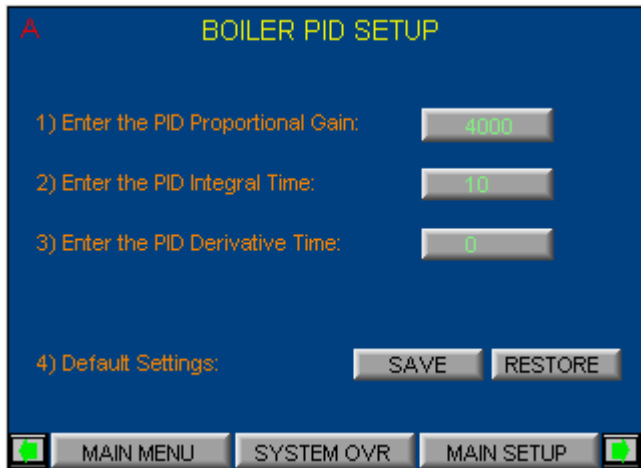 A
BOILER PID SETUP
1) Enter the PID Proportional Gain: 4000
2) Enter the PID Integral Time: 10
3) Enter the PID Derivative Time: 0
4) Default Settings: SAVE RESTORE
MAIN MENU SYSTEM OVR MAIN SETUP